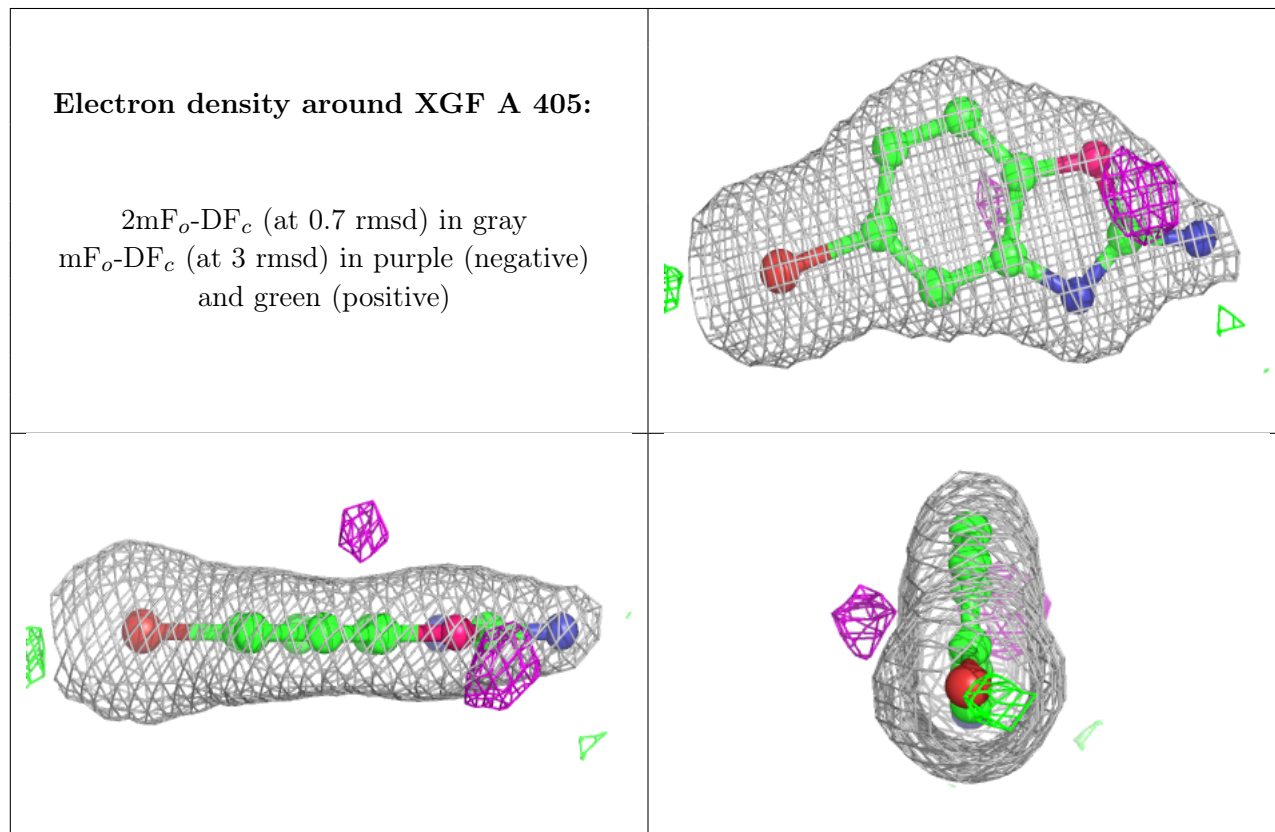 Electron density around XGF A 405:
2mFo-DFc (at 0.7 rmsd) in gray
mFo-DFc (at 3 rmsd) in purple (negative)
and green (positive)